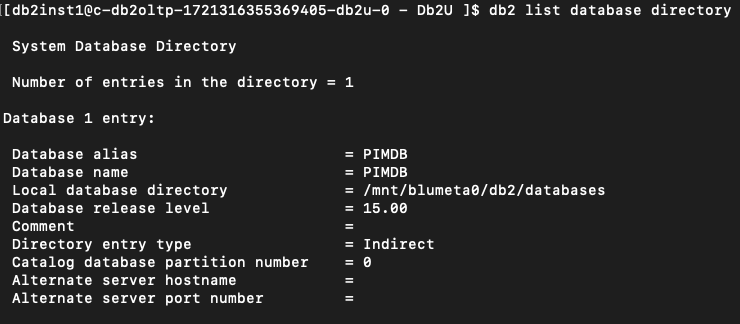 [[db2inst1@c-db2oltp-1721316355369405-db2u-0 - Db2U ]$ db2 list database directory
System Database Directory
Number of entries in the directory = 1
Database 1 entry:
Database alias = PIMDB
Database name = PIMDB
Local database directory = /mnt/blumeta0/db2/databases
Database release level = 15.00
Comment =
Directory entry type = Indirect
Catalog database partition number = 0
Alternate server hostname =
Alternate server port number =